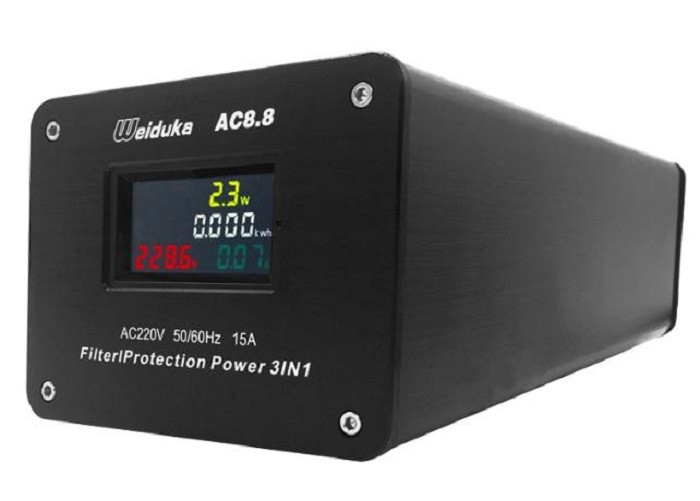 Weiduka AC8.8
2.3w
0.000kwh
228.6v 0.07A
AC220V 50/60Hz 15A
Filter|Protection Power 3IN1